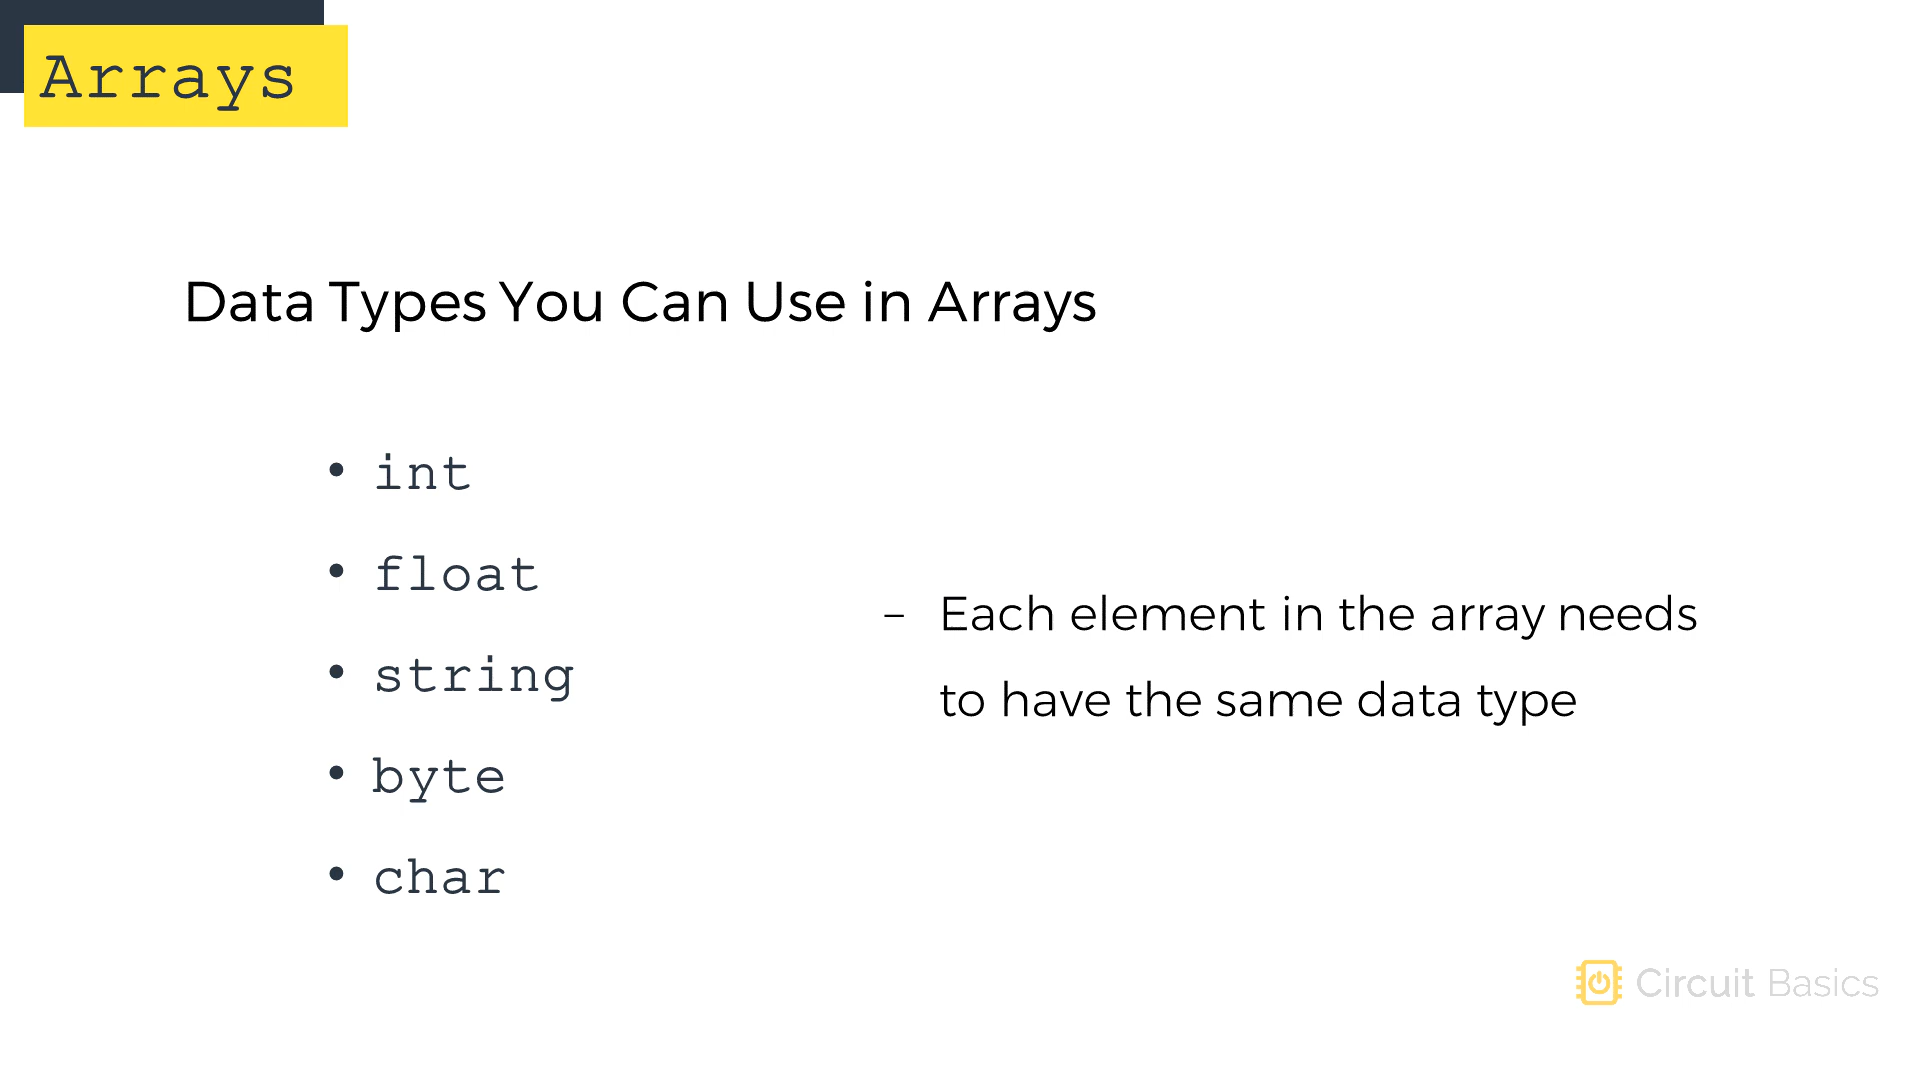 Arrays
Data Types You Can Use in Arrays
• int
• float
• string
• byte
• char
– Each element in the array needs
to have the same data type
Circuit Basics